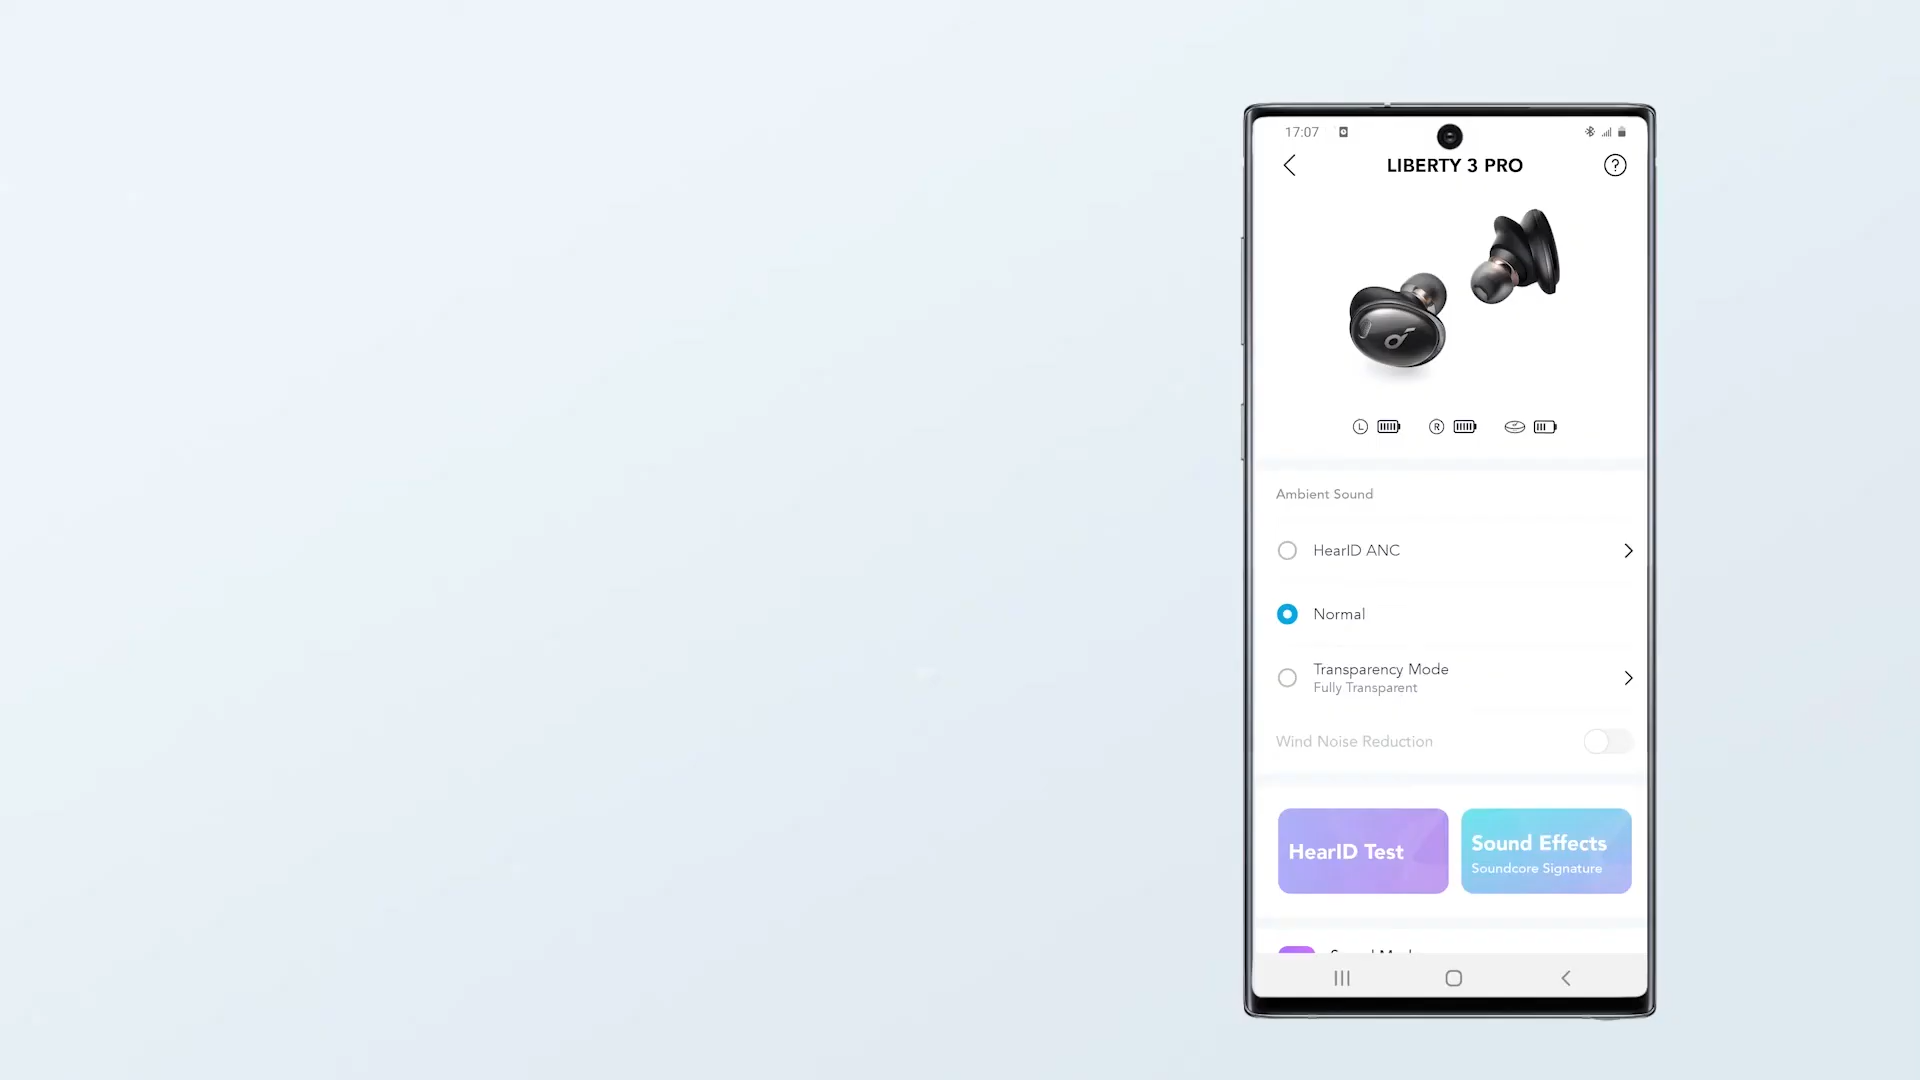 17:07
LIBERTY 3 PRO
?
L
R
Ambient Sound
HearID ANC
Normal
Transparency Mode
Fully Transparent
Wind Noise Reduction
HearID Test
Sound Effects
Soundcore Signature